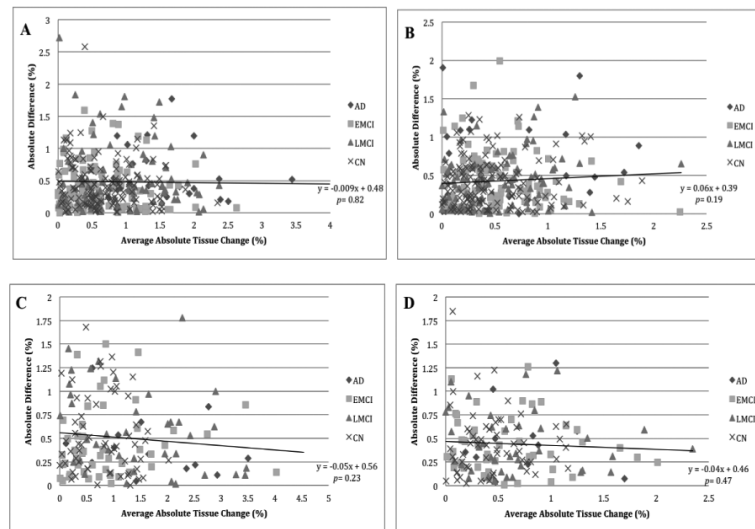 A
3
2.5
2
1.5
1
0.5
0
0 0.5 1 1.5 2 2.5 3 3.5 4
Absolute Difference (%)
Average Absolute Tissue Change (%)
AD
EMCI
LMCI
CN
y = -0.009x + 0.48
p= 0.82
B
2
1.5
1
0.5
0
0 0.5 1 1.5 2 2.5
Absolute Difference (%)
Average Absolute Tissue Change (%)
AD
EMCI
LMCI
CN
y = 0.06x + 0.39
p= 0.19
C
2
1.75
1.5
1.25
1
0.75
0.5
0.25
0
0 0.5 1 1.5 2 2.5 3 3.5 4 4.5 5
Absolute Difference (%)
Average Absolute Tissue Change (%)
AD
EMCI
LMCI
CN
y = -0.05x + 0.56
p= 0.23
D
2
1.75
1.5
1.25
1
0.75
0.5
0.25
0
0 0.5 1 1.5 2 2.5
Absolute Difference (%)
Average Absolute Tissue Change (%)
AD
EMCI
LMCI
CN
y = -0.04x + 0.46
p= 0.47